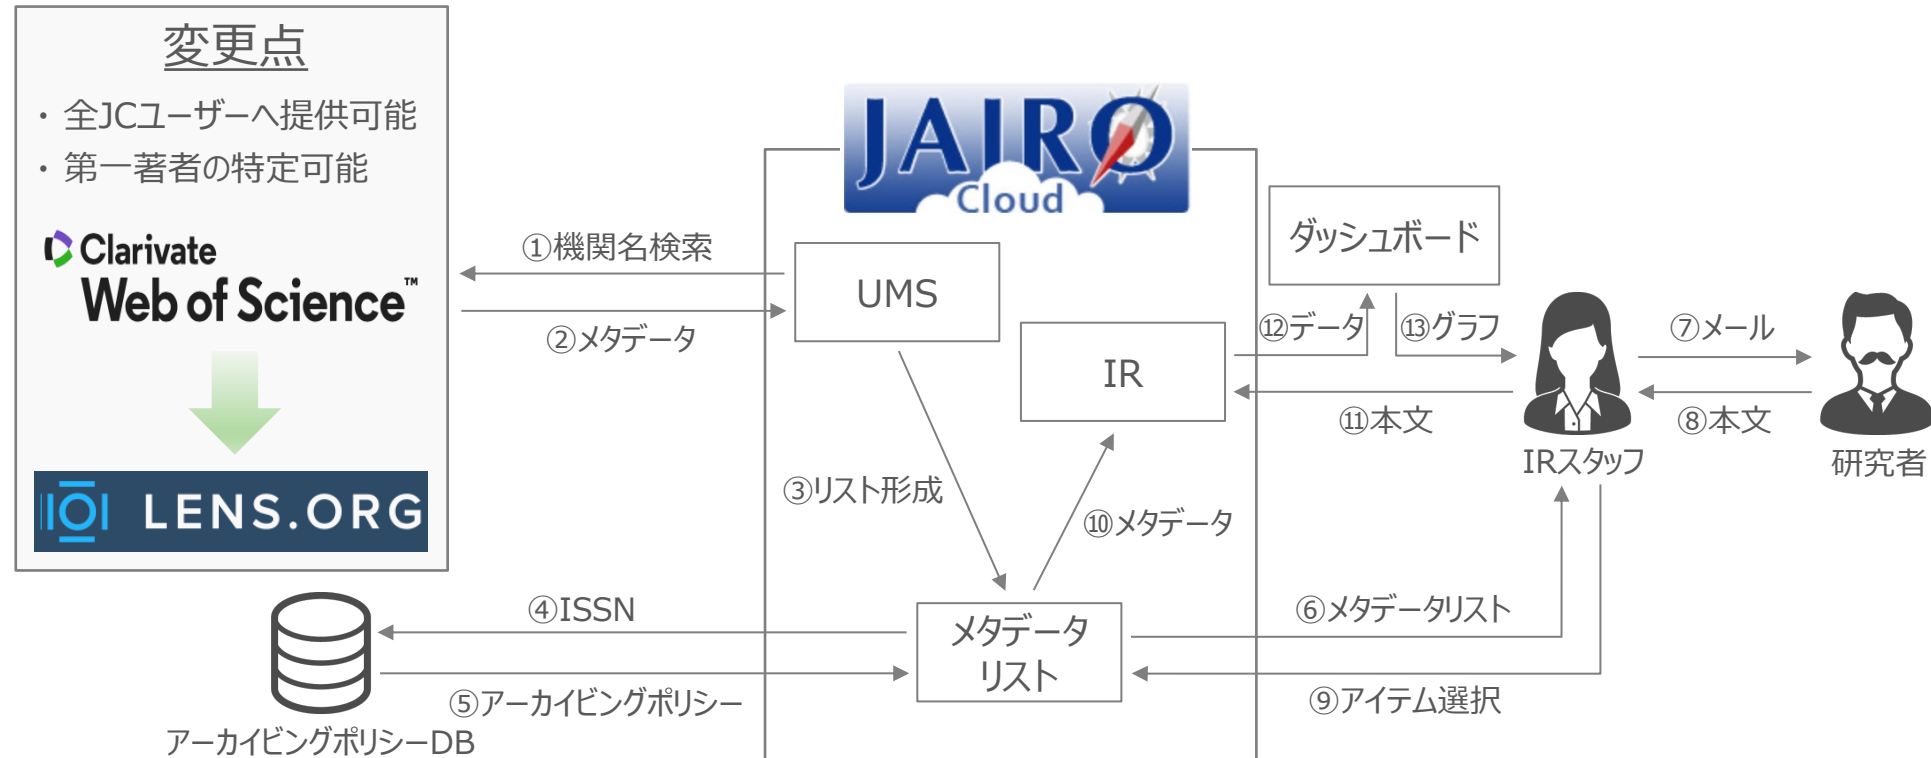 変更点
・ 全JCユーザーへ提供可能
・ 第一著者の特定可能
Clarivate
Web of Science™
LENS.ORG
JAIRO
Cloud
①機関名検索
②メタデータ
UMS
IR
ダッシュボード
⑫データ
⑬グラフ
⑦メール
⑪本文
⑧本文
IRスタッフ
研究者
③リスト形成
⑩メタデータ
④ISSN
メタデータ
リスト
⑥メタデータリスト
⑤アーカイビングポリシー
⑨アイテム選択
アーカイビングポリシーDB